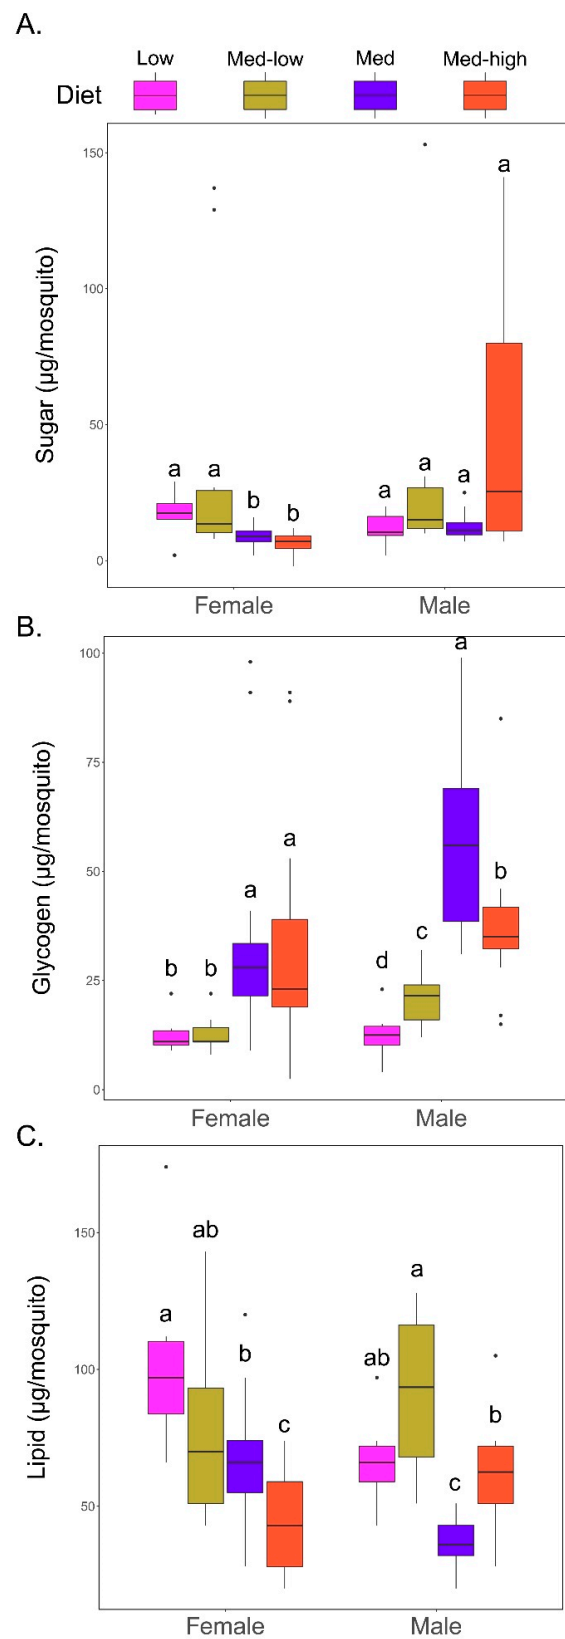 A.
Low Med-low Med Med-high
Diet
150
100
50
0
Sugar (µg/mosquito)
a a b b a a a a
Female Male
B.
100
75
50
25
0
Glycogen (µg/mosquito)
b b a a d c a b
Female Male
C.
150
100
50
Lipid (µg/mosquito)
a ab b c ab a c b
Female Male